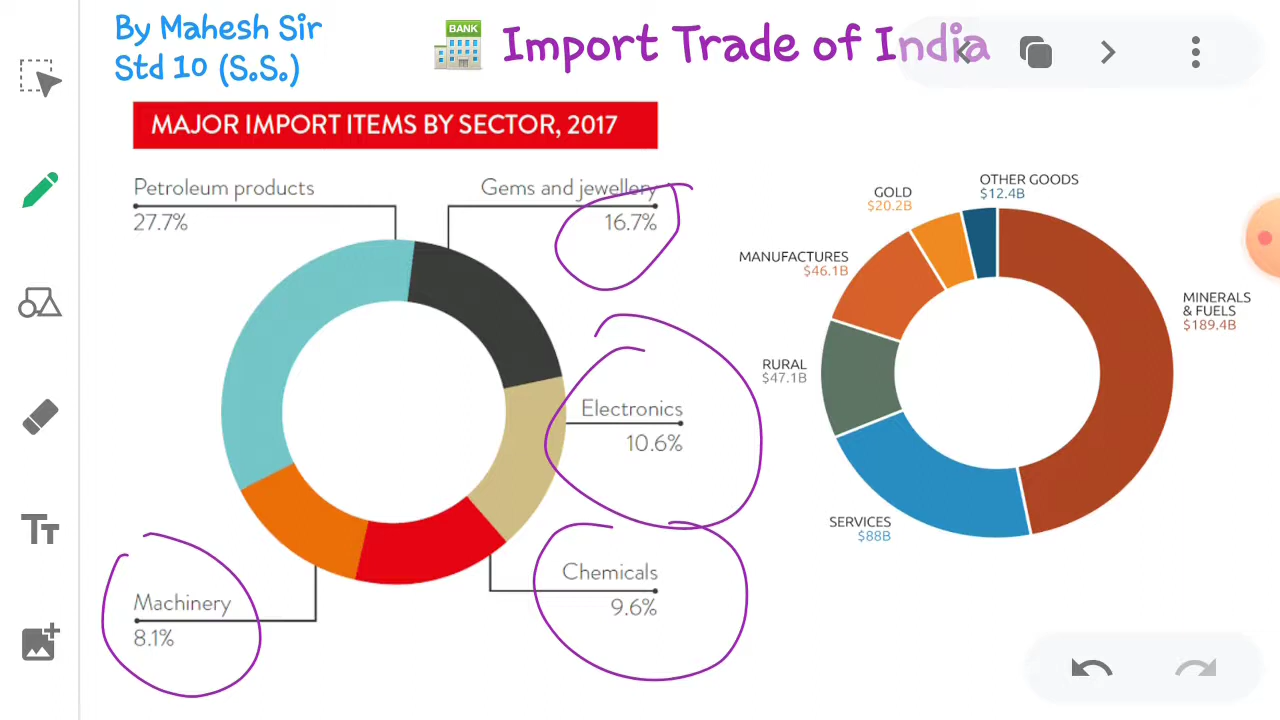 By Mahesh Sir
Std 10 (S.S.)
BANK
Import Trade of India
MAJOR IMPORT ITEMS BY SECTOR, 2017
Petroleum products
27.7%
Gems and jewellery
16.7%
Electronics
10.6%
Chemicals
9.6%
Machinery
8.1%
OTHER GOODS
$12.4B
GOLD
$20.2B
MANUFACTURES
$46.1B
MINERALS
& FUELS
$189.4B
RURAL
$47.1B
SERVICES
$88B
TT